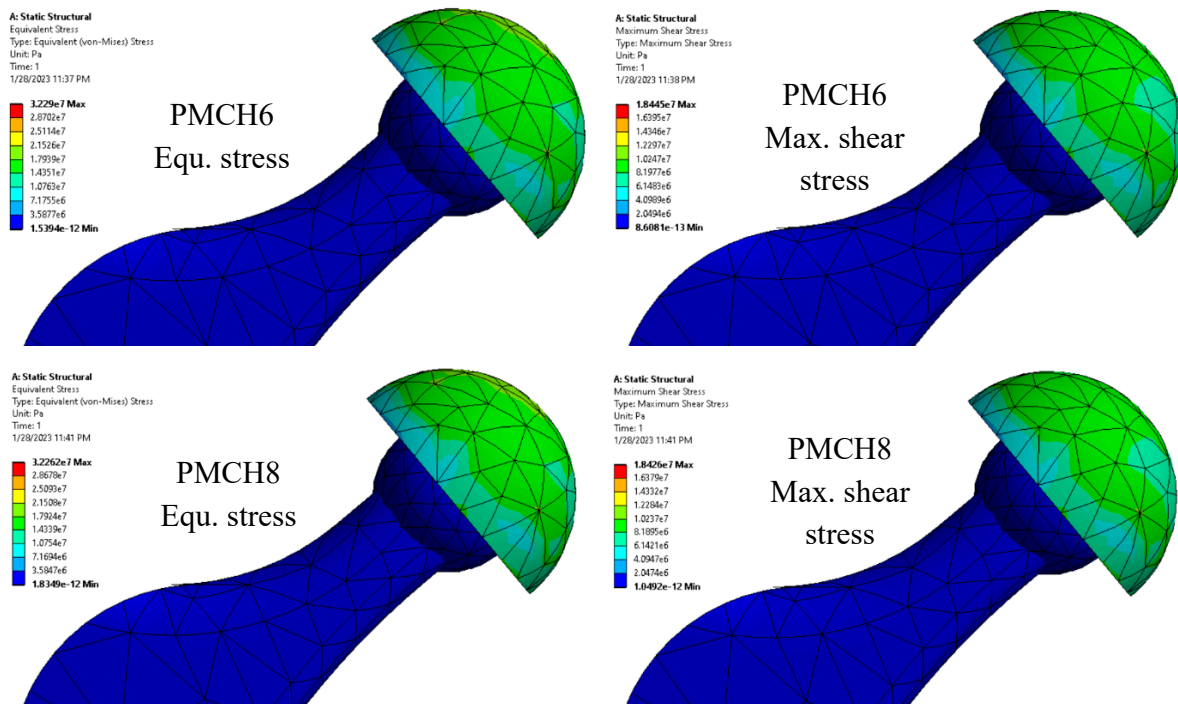 A: Static Structural
Equivalent Stress
Type: Equivalent (von-Mises) Stress
Unit: Pa
Time: 1
1/28/2023 11:37 PM
3.229e7 Max
2.8702e7
2.5114e7
2.1526e7
1.7939e7
1.4351e7
1.0763e7
7.1755e6
3.5877e6
1.5394e-12 Min
PMCH6
Equ. stress
A: Static Structural
Maximum Shear Stress
Type: Maximum Shear Stress
Unit: Pa
Time: 1
1/28/2023 11:38 PM
1.8445e7 Max
1.6395e7
1.4346e7
1.2297e7
1.0247e7
8.1977e6
6.1483e6
4.0989e6
2.0494e6
8.6081e-13 Min
PMCH6
Max. shear
stress
A: Static Structural
Equivalent Stress
Type: Equivalent (von-Mises) Stress
Unit: Pa
Time: 1
1/28/2023 11:41 PM
3.2262e7 Max
2.8678e7
2.5093e7
2.1508e7
1.7924e7
1.4339e7
1.0754e7
7.1694e6
3.5847e6
1.8349e-12 Min
PMCH8
Equ. stress
A: Static Structural
Maximum Shear Stress
Type: Maximum Shear Stress
Unit: Pa
Time: 1
1/28/2023 11:41 PM
1.8426e7 Max
1.6379e7
1.4332e7
1.2284e7
1.0237e7
8.1895e6
6.1421e6
4.0947e6
2.0474e6
1.0492e-12 Min
PMCH8
Max. shear
stress